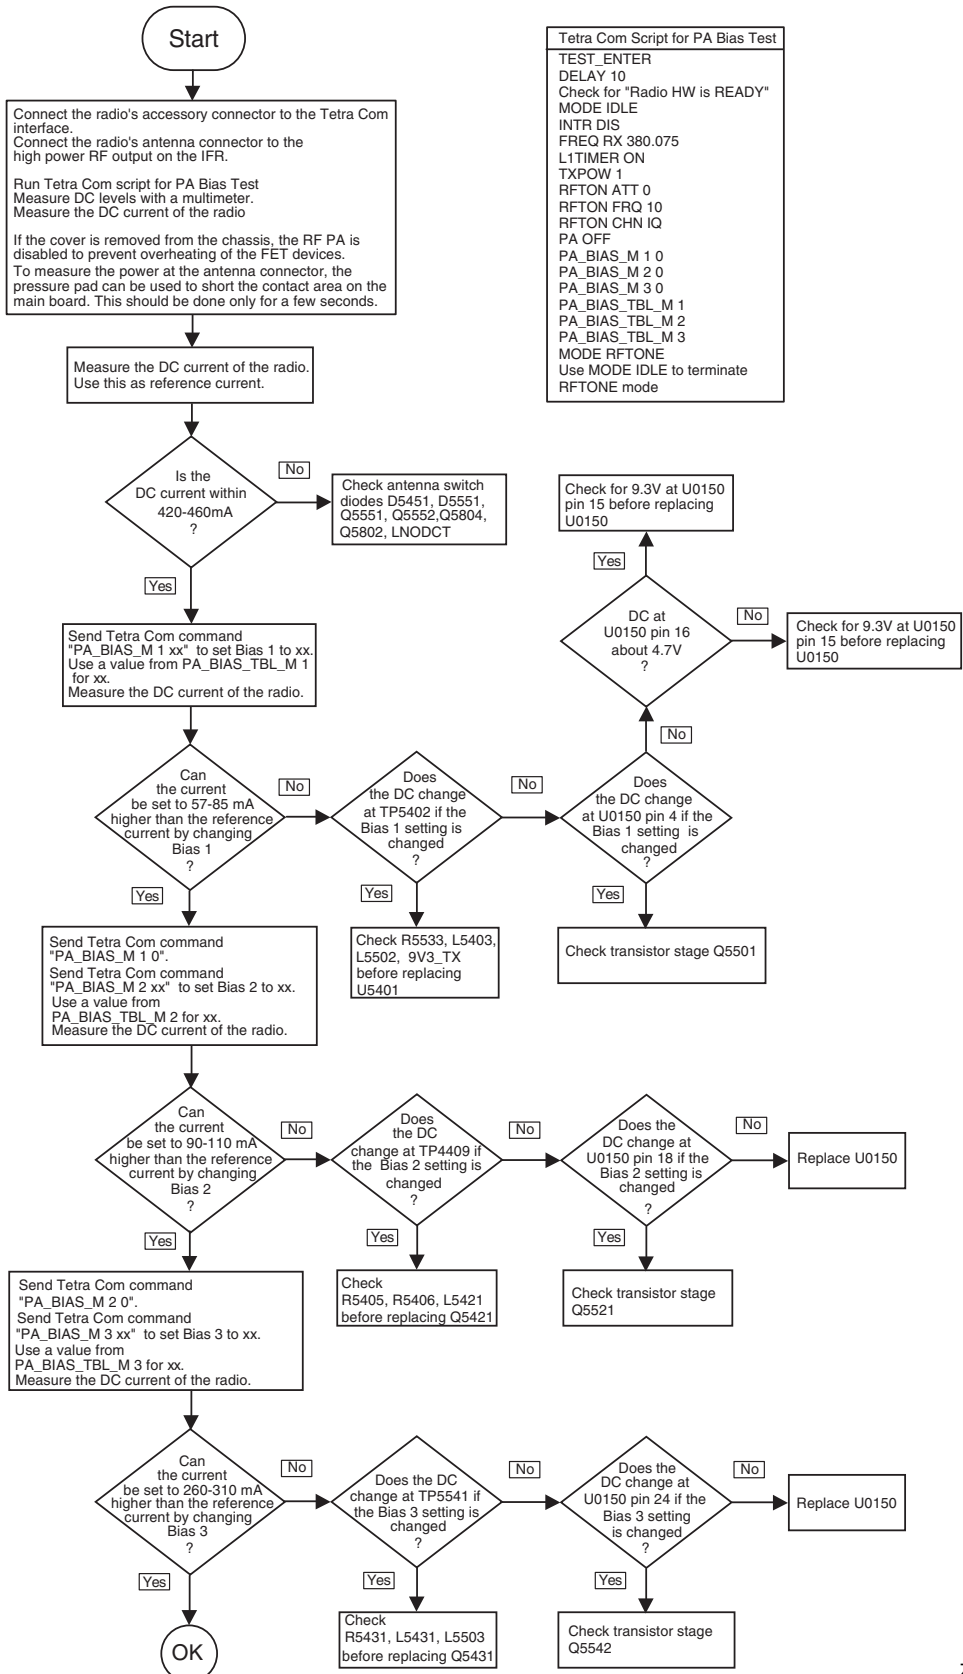 Start
Connect the radio's accessory connector to the Tetra Com
interface.
Connect the radio's antenna connector to the
high power RF output on the IFR.
Run Tetra Com script for PA Bias Test
Measure DC levels with a multimeter.
Measure the DC current of the radio
If the cover is removed from the chassis, the RF PA is
disabled to prevent overheating of the FET devices.
To measure the power at the antenna connector, the
pressure pad can be used to short the contact area on the
main board. This should be done only for a few seconds.
Tetra Com Script for PA Bias Test
TEST_ENTER
DELAY 10
Check for "Radio HW is READY"
MODE IDLE
INTR DIS
FREQ RX 380.075
L1TIMER ON
TXPOW 1
RFTON ATT 0
RFTON FRQ 10
RFTON CHN IQ
PA OFF
PA_BIAS_M 1 0
PA_BIAS_M 2 0
PA_BIAS_M 3 0
PA_BIAS_TBL_M 1
PA_BIAS_TBL_M 2
PA_BIAS_TBL_M 3
MODE RFTONE
Use MODE IDLE to terminate
RFTONE mode
Measure the DC current of the radio.
Use this as reference current.
Is the
DC current within
420-460mA
?
No
Check antenna switch
diodes D5451, D5551,
Q5551, Q5552,Q5804,
Q5802, LNODCT
Yes
Send Tetra Com command
"PA_BIAS_M 1 xx" to set Bias 1 to xx.
Use a value from PA_BIAS_TBL_M 1
for xx.
Measure the DC current of the radio.
Check for 9.3V at U0150
pin 15 before replacing
U0150
Yes
DC at
U0150 pin 16
about 4.7V
?
No
Check for 9.3V at U0150
pin 15 before replacing
U0150
No
Can
the current
be set to 57-85 mA
higher than the reference
current by changing
Bias 1
?
No
Does
the DC change
at TP5402 if the
Bias 1 setting is
changed
?
No
Does
the DC change
at U0150 pin 4 if the
Bias 1 setting is
changed
?
Yes
Yes
Yes
Send Tetra Com command
"PA_BIAS_M 1 0".
Send Tetra Com command
"PA_BIAS_M 2 xx" to set Bias 2 to xx.
Use a value from
PA_BIAS_TBL_M 2 for xx.
Measure the DC current of the radio.
Check R5533, L5403,
L5502, 9V3_TX
before replacing
U5401
Check transistor stage Q5501
Can
the current
be set to 90-110 mA
higher than the reference
current by changing
Bias 2
?
No
Does
the DC
change at TP4409 if
the Bias 2 setting is
changed
?
No
Does the
DC change at
U0150 pin 18 if the
Bias 2 setting is
changed
?
No
Replace U0150
Yes
Yes
Yes
Send Tetra Com command
"PA_BIAS_M 2 0".
Send Tetra Com command
"PA_BIAS_M 3 xx" to set Bias 3 to xx.
Use a value from
PA_BIAS_TBL_M 3 for xx.
Measure the DC current of the radio.
Check
R5405, R5406, L5421
before replacing Q5421
Check transistor stage
Q5521
Can
the current
be set to 260-310 mA
higher than the reference
current by changing
Bias 3
?
No
Does the DC
change at TP5541 if
the Bias 3 setting is
changed
?
No
Does the
DC change at
U0150 pin 24 if the
Bias 3 setting
is changed
?
No
Replace U0150
Yes
Yes
Yes
OK
Check
R5431, L5431, L5503
before replacing Q5431
Check transistor stage
Q5542